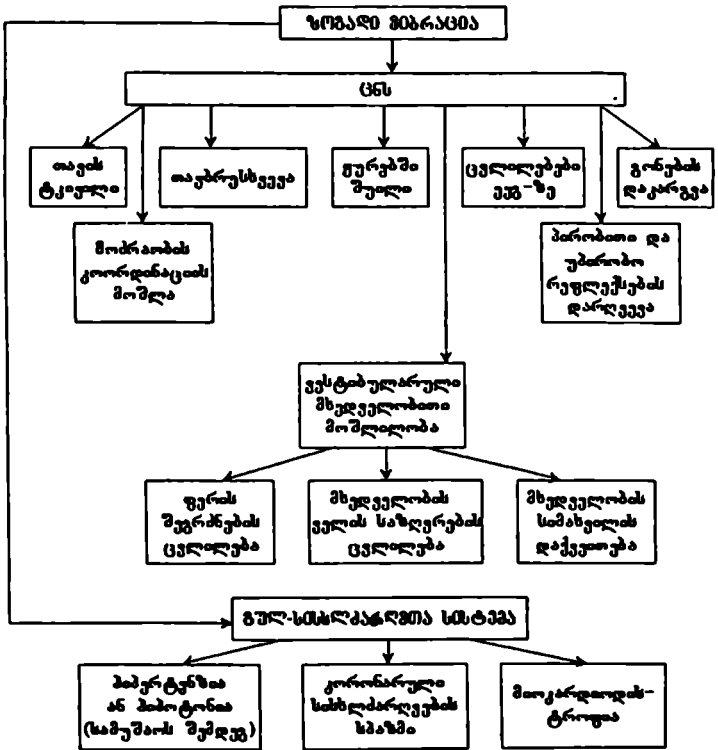 ზოგადი ვიბრაცია
ცნს
თავის
ტკივილი
თავბრუსხვევა
ყურებში
შუილი
ცვლილებები
ეეგ-ზე
გონების
დაკარგვა
მოძრაობის
კოორდინაციის
მოშლა
პირობითი და
უპირობო
რეფლექსების
დარღვევა
ვესტიბულარული
მხედველობითი
მოშლილობა
ფერის
შეგრძნების
ცვლილება
მხედველობის
ველის საზღვრების
ცვლილება
მხედველობის
სიმახვილის
დაქვეითება
გულ-სისხლძარღვთა სისტემა
ჰიპერტენზია
ან ჰიპოტონია
(სამუშაოს შემდეგ)
კორონარული
სისხლძარღვების
სპაზმი
მიოკარდიოდის-
ტროფია